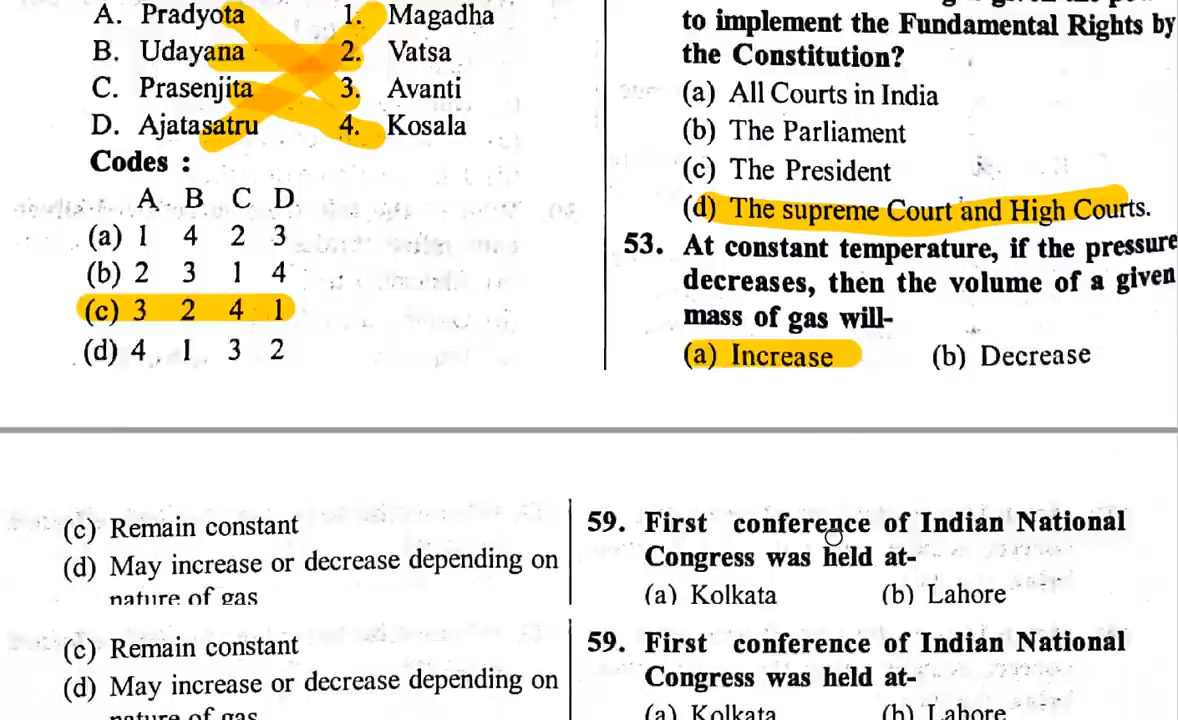 A. Pradyota 1. Magadha
B. Udayana 2. Vatsa
C. Prasenjita 3. Avanti
D. Ajatasatru 4. Kosala
Codes :
A B C D
(a) 1 4 2 3
(b) 2 3 1 4
(c) 3 2 4 1
(d) 4 1 3 2
to implement the Fundamental Rights by
the Constitution?
(a) All Courts in India
(b) The Parliament
(c) The President
(d) The supreme Court and High Courts.
53. At constant temperature, if the pressure
decreases, then the volume of a given
mass of gas will-
(a) Increase (b) Decrease
(c) Remain constant
(d) May increase or decrease depending on
nature of gas
59. First conference of Indian National
Congress was held at-
(a) Kolkata (b) Lahore
(c) Remain constant
(d) May increase or decrease depending on
nature of gas
59. First conference of Indian National
Congress was held at-
(a) Kolkata (b) Lahore